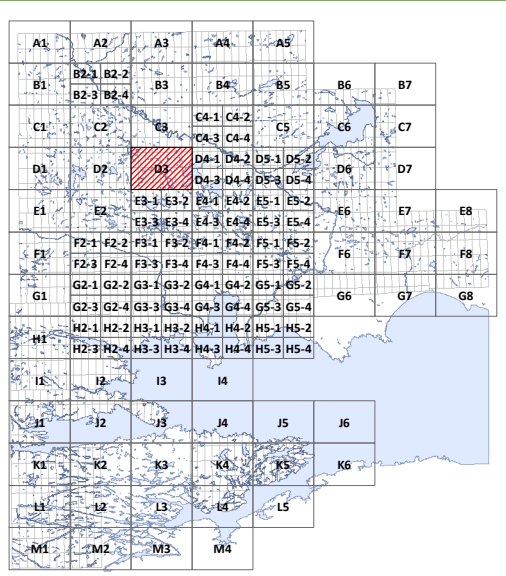 A1 A2 A3 A4 A5
B2-1 B2-2
B1 B3 B4 B5 B6 B7
B2-3 B2-4
C4-1 C4-2
C1 C2 C3 C5 C6 C7
C4-3 C4-4
D4-1 D4-2 D5-1 D5-2
D1 D2 D3 D6 D7
D4-3 D4-4 D5-3 D5-4
E3-1 E3-2 E4-1 E4-2 E5-1 E5-2
E1 E2 E6 E7 E8
E3-3 E3-4 E4-3 E4-4 E5-3 E5-4
F2-1 F2-2 F3-1 F3-2 F4-1 F4-2 F5-1 F5-2
F1 F6 F7 F8
F2-3 F2-4 F3-3 F3-4 F4-3 F4-4 F5-3 F5-4
G2-1 G2-2 G3-1 G3-2 G4-1 G4-2 G5-1 G5-2
G1 G6 G7 G8
G2-3 G2-4 G3-3 G3-4 G4-3 G4-4 G5-3 G5-4
H2-1 H2-2 H3-1 H3-2 H4-1 H4-2 H5-1 H5-2
H1
H2-3 H2-4 H3-3 H3-4 H4-3 H4-4 H5-3 H5-4
I1 I2 I3 I4
J1 J2 J3 J4 J5 J6
K1 K2 K3 K4 K5 K6
L1 L2 L3 L4 L5
M1 M2 M3 M4